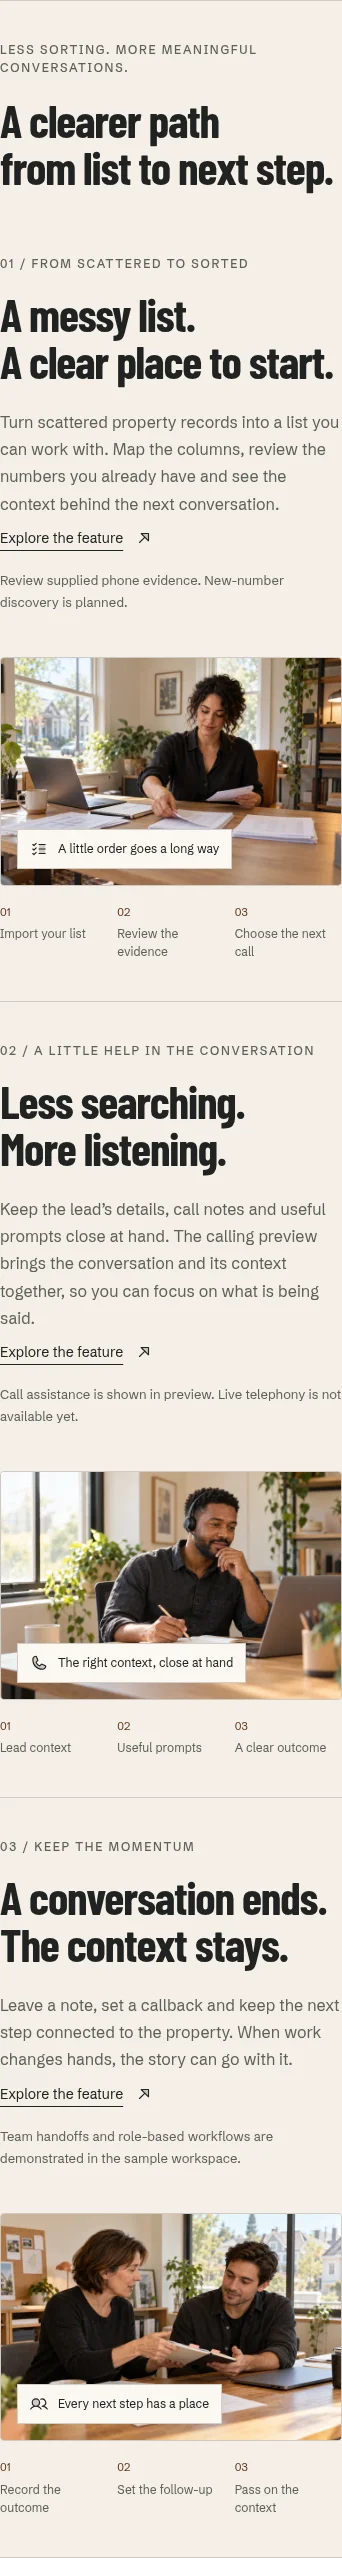 LESS SORTING. MORE MEANINGFUL
CONVERSATIONS.
A clearer path
from list to next step.
01 / FROM SCATTERED TO SORTED
A messy list.
A clear place to start.
Turn scattered property records into a list you
can work with. Map the columns, review the
numbers you already have and see the
context behind the next conversation.
Explore the feature
Review supplied phone evidence. New-number
discovery is planned.
A little order goes a long way
01
Import your list
02
Review the
evidence
03
Choose the next
call
02 / A LITTLE HELP IN THE CONVERSATION
Less searching.
More listening.
Keep the lead’s details, call notes and useful
prompts close at hand. The calling preview
brings the conversation and its context
together, so you can focus on what is being
said.
Explore the feature
Call assistance is shown in preview. Live telephony is not
available yet.
The right context, close at hand
01
Lead context
02
Useful prompts
03
A clear outcome
03 / KEEP THE MOMENTUM
A conversation ends.
The context stays.
Leave a note, set a callback and keep the next
step connected to the property. When work
changes hands, the story can go with it.
Explore the feature
Team handoffs and role-based workflows are
demonstrated in the sample workspace.
Every next step has a place
01
Record the
outcome
02
Set the follow-up
03
Pass on the
context